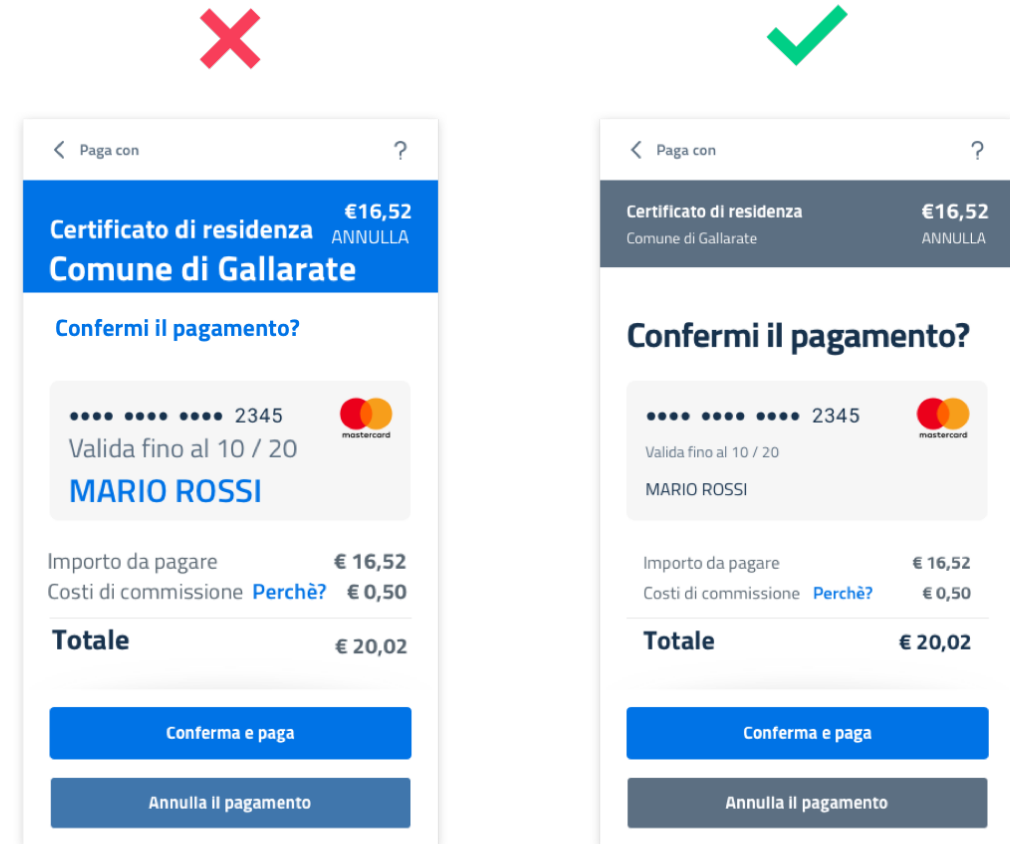 Paga con ?
Certificato di residenza €16,52
ANNULLA
Comune di Gallarate
Confermi il pagamento?
•••• •••• •••• 2345
mastercard
Valida fino al 10 / 20
MARIO ROSSI
Importo da pagare € 16,52
Costi di commissione Perchè? € 0,50
Totale € 20,02
Conferma e paga
Annulla il pagamento
Paga con ?
Certificato di residenza €16,52
Comune di Gallarate ANNULLA
Confermi il pagamento?
•••• •••• •••• 2345
mastercard
Valida fino al 10 / 20
MARIO ROSSI
Importo da pagare € 16,52
Costi di commissione Perchè? € 0,50
Totale € 20,02
Conferma e paga
Annulla il pagamento